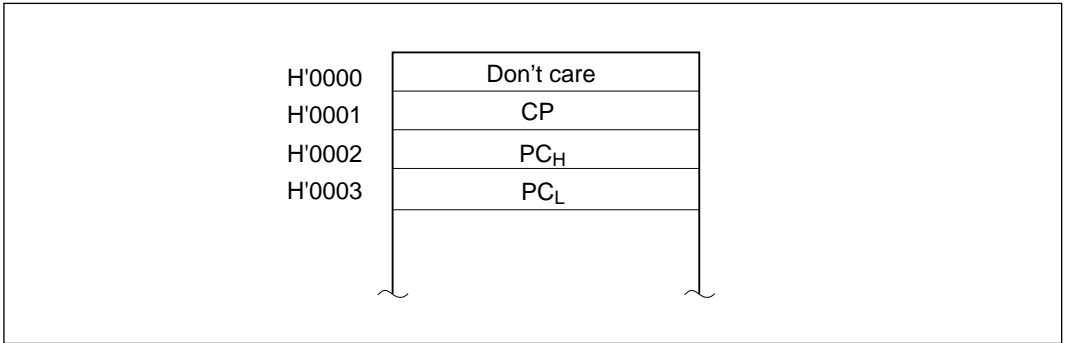 H'0000 Don't care
H'0001 CP
H'0002 PCH
H'0003 PCL